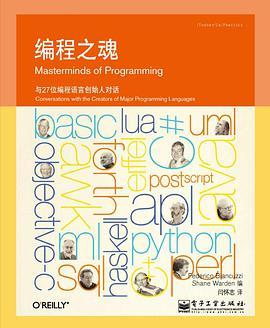 编程之魂
Masterminds of Programming
与27位编程语言创始人对话
Conversations with the Creators of Major Programming Languages
basic
lua
#
uml
objective-c
awk
forth
eiffel
java
postscript
apl
haskell
ml
python
sql
perl
Federico Biancuzzi
Shane Warden 编
闫怀志 译
O'REILLY®
电子工业出版社